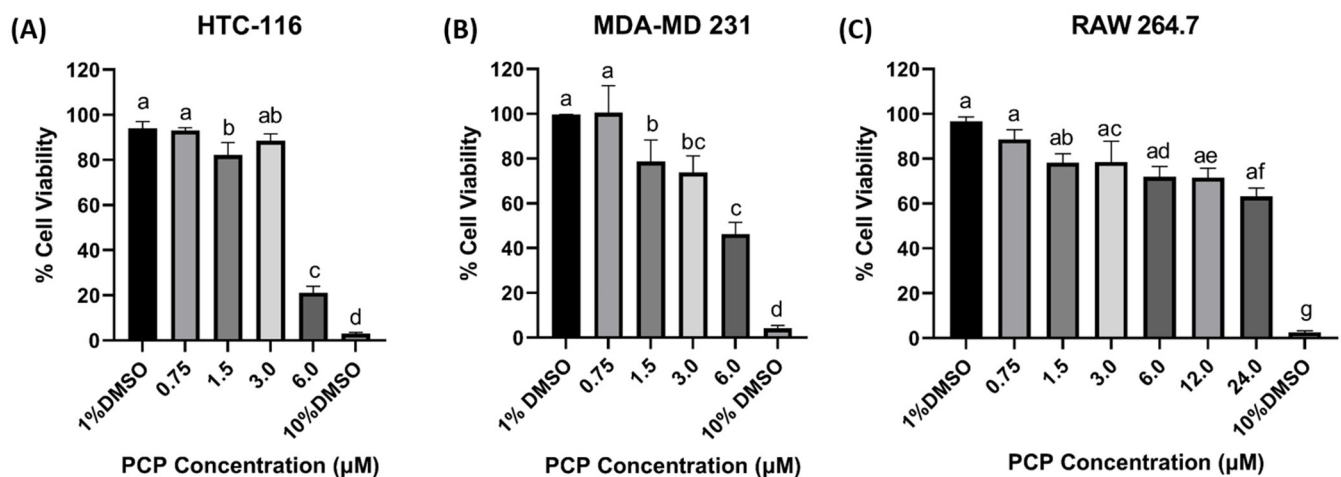 (A) HTC-116
120
100
80
60
40
20
0
% Cell Viability
a a b ab c d
1%DMSO 0.75 1.5 3.0 6.0 10%DMSO
PCP Concentration (µM)
(B) MDA-MD 231
120
100
80
60
40
20
0
% Cell Viability
a a b bc c d
1% DMSO 0.75 1.5 3.0 6.0 10% DMSO
PCP Concentration (µM)
(C) RAW 264.7
120
100
80
60
40
20
0
% Cell Viability
a a ab ac ad ae af g
1%DMSO 0.75 1.5 3.0 6.0 12.0 24.0 10%DMSO
PCP Concentration (µM)